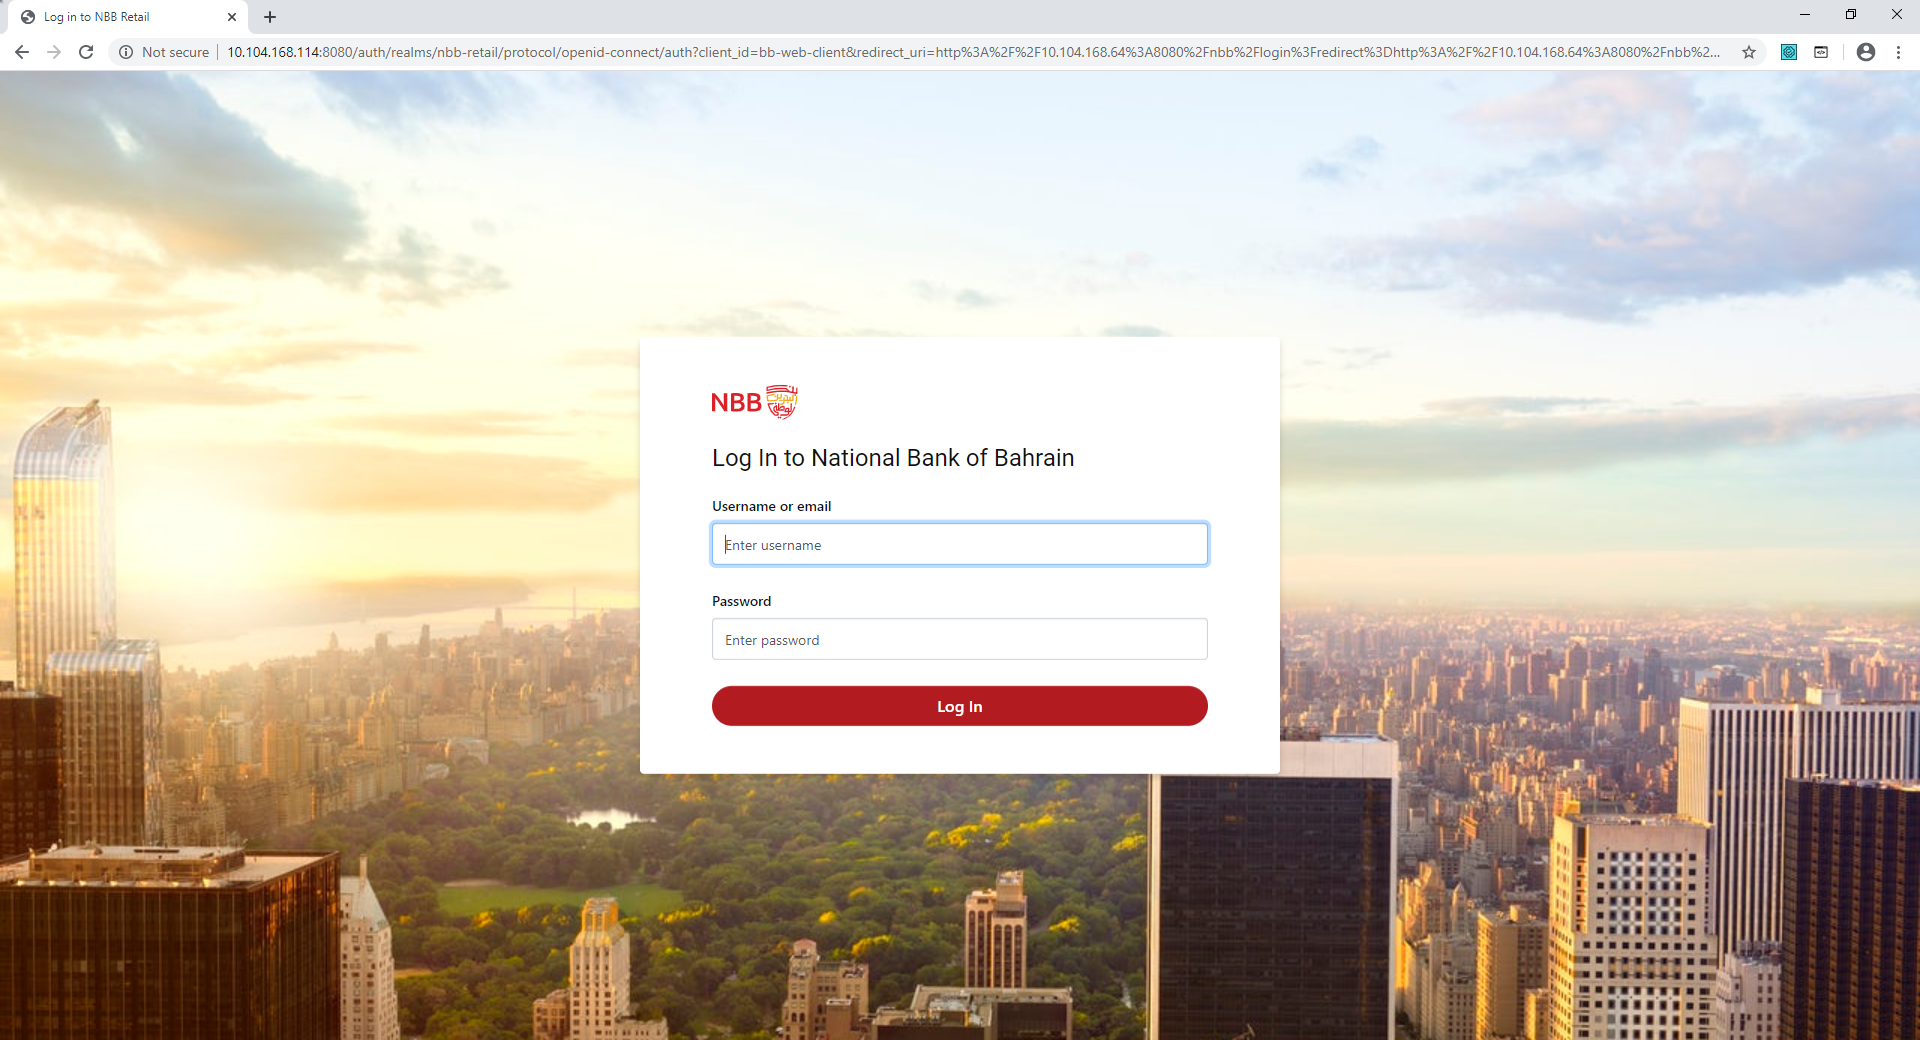 Log in to NBB Retail
Not secure
10.104.168.114:8080/auth/realms/nbb-retail/protocol/openid-connect/auth?client_id=bb-web-client&redirect_uri=http%3A%2F%2F10.104.168.64%3A8080%2Fnbb%2Flogin%3Fredirect%3Dhttp%3A%2F%2F10.104.168.64%3A8080%2Fnbb%2...
NBB
Log In to National Bank of Bahrain
Username or email
Enter username
Password
Enter password
Log In